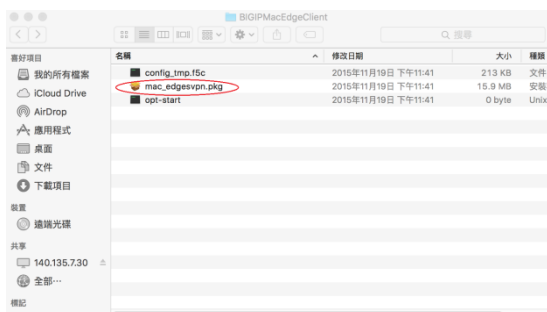 BIGIPMacEdgeClient
搜尋
喜好項目
我的所有檔案
iCloud Drive
AirDrop
應用程式
桌面
文件
下載項目
裝置
遠端光碟
共享
140.135.7.30
全部…
標記
名稱 修改日期 大小 種類
config_tmp.f5c 2015年11月19日 下午11:41 213 KB 文件
mac_edgesvpn.pkg 2015年11月19日 下午11:41 15.9 MB 安裝
opt-start 2015年11月19日 下午11:41 0 byte Unix